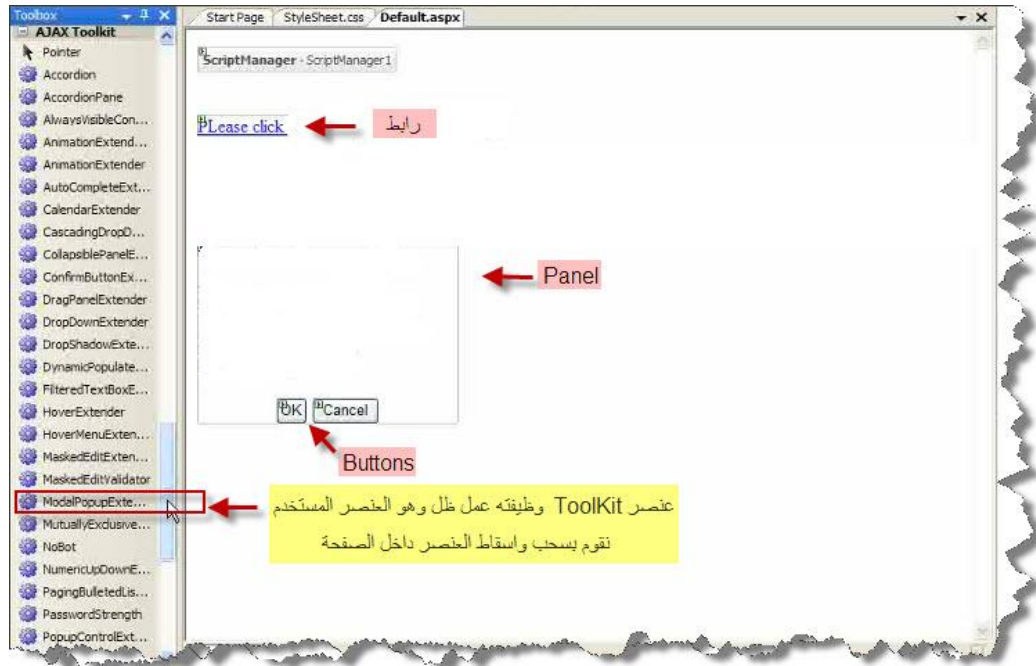 Toolbox
Start Page
StyleSheet.css
Default.aspx
AJAX Toolkit
Pointer
Accordion
AccordionPane
AlwaysVisibleCon...
AnimationExtend...
AnimationExtender
AutoCompleteExt...
CalendarExtender
CascadingDropD...
CollapsiblePanelE...
ConfirmButtonEx...
DragPanelExtender
DropDownExtender
DropShadowExte...
DynamicPopulate...
FilteredTextBoxE...
HoverExtender
HoverMenuExten...
MaskedEditExten...
MaskedEditValidator
ModalPopupExte...
MutuallyExclusive...
NoBot
NumericUpDownE...
PagingBulletedLis...
PasswordStrength
PopupControlExt...
ScriptManager - ScriptManager1
PLease click
رابط
Panel
OK
Cancel
Buttons
عنصر ToolKit وظيفته عمل ظل وهو العنصر المستخدم
نقوم بسحب واسقاط العنصر داخل الصفحة